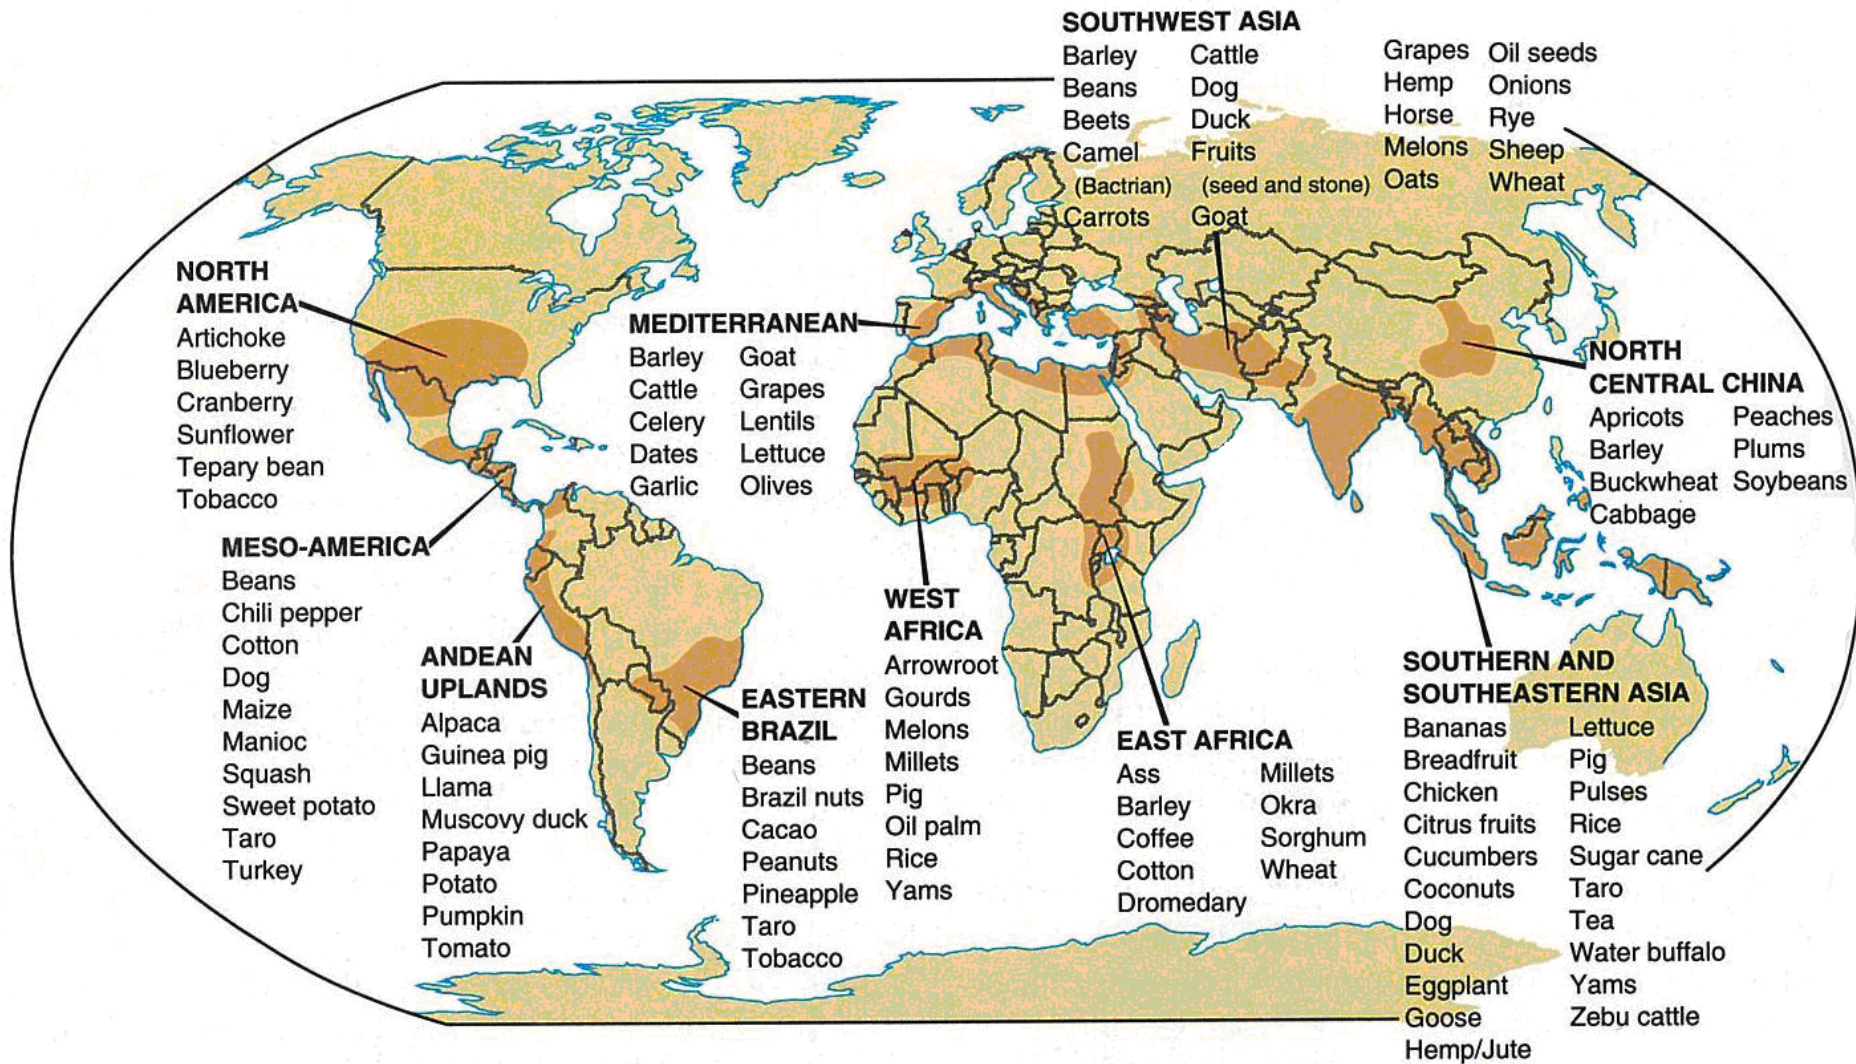 SOUTHWEST ASIA
Barley
Beans
Beets
Camel
(Bactrian)
Carrots
Cattle
Dog
Duck
Fruits
(seed and stone)
Goat
Grapes
Hemp
Horse
Melons
Oats
Oil seeds
Onions
Rye
Sheep
Wheat
NORTH
AMERICA
Artichoke
Blueberry
Cranberry
Sunflower
Tepary bean
Tobacco
MEDITERRANEAN
Barley
Cattle
Celery
Dates
Garlic
Goat
Grapes
Lentils
Lettuce
Olives
NORTH
CENTRAL CHINA
Apricots
Barley
Buckwheat
Cabbage
Peaches
Plums
Soybeans
MESO-AMERICA
Beans
Chili pepper
Cotton
Dog
Maize
Manioc
Squash
Sweet potato
Taro
Turkey
ANDEAN
UPLANDS
Alpaca
Guinea pig
Llama
Muscovy duck
Papaya
Potato
Pumpkin
Tomato
EASTERN
BRAZIL
Beans
Brazil nuts
Cacao
Peanuts
Pineapple
Taro
Tobacco
WEST
AFRICA
Arrowroot
Gourds
Melons
Millets
Pig
Oil palm
Rice
Yams
EAST AFRICA
Ass
Barley
Coffee
Cotton
Dromedary
Millets
Okra
Sorghum
Wheat
SOUTHERN AND
SOUTHEASTERN ASIA
Bananas
Breadfruit
Chicken
Citrus fruits
Cucumbers
Coconuts
Dog
Duck
Eggplant
Goose
Hemp/Jute
Lettuce
Pig
Pulses
Rice
Sugar cane
Taro
Tea
Water buffalo
Yams
Zebu cattle